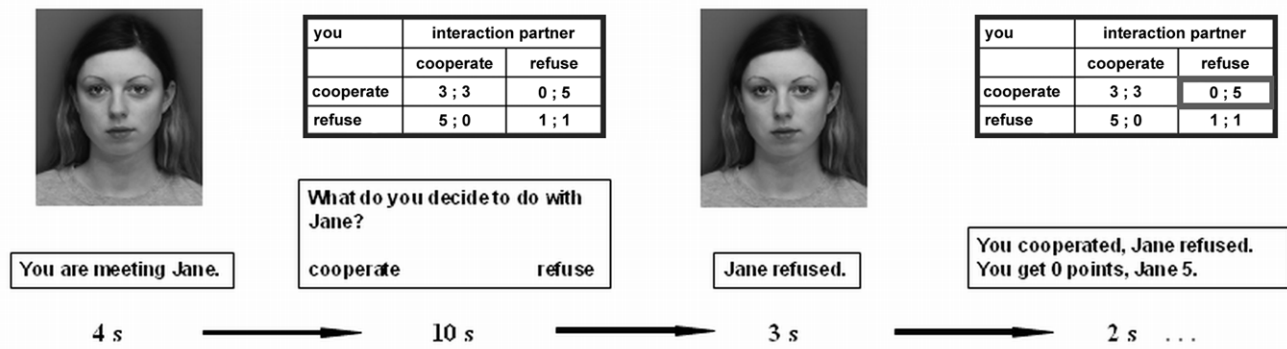 You are meeting Jane.
4 s
you interaction partner
cooperate refuse
cooperate 3 ; 3 0 ; 5
refuse 5 ; 0 1 ; 1
What do you decide to do with
Jane?
cooperate refuse
10 s
Jane refused.
3 s
you interaction partner
cooperate refuse
cooperate 3 ; 3 0 ; 5
refuse 5 ; 0 1 ; 1
You cooperated, Jane refused.
You get 0 points, Jane 5.
2 s ...